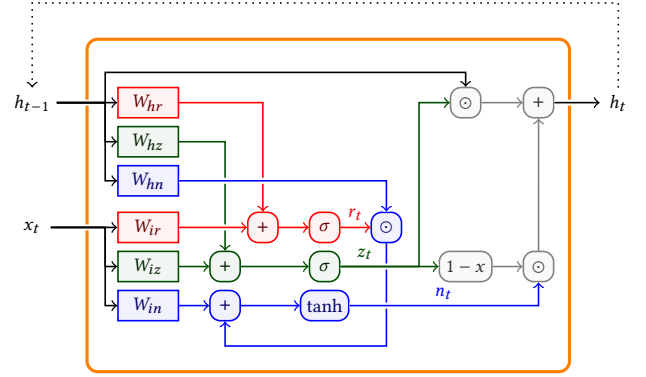 h_{t−1} W_{hr} ⊙ + h_t
W_{hz}
W_{hn}
x_t W_{ir} + σ r_t ⊙
W_{iz} + σ z_t 1 − x ⊙
W_{in} + tanh n_t